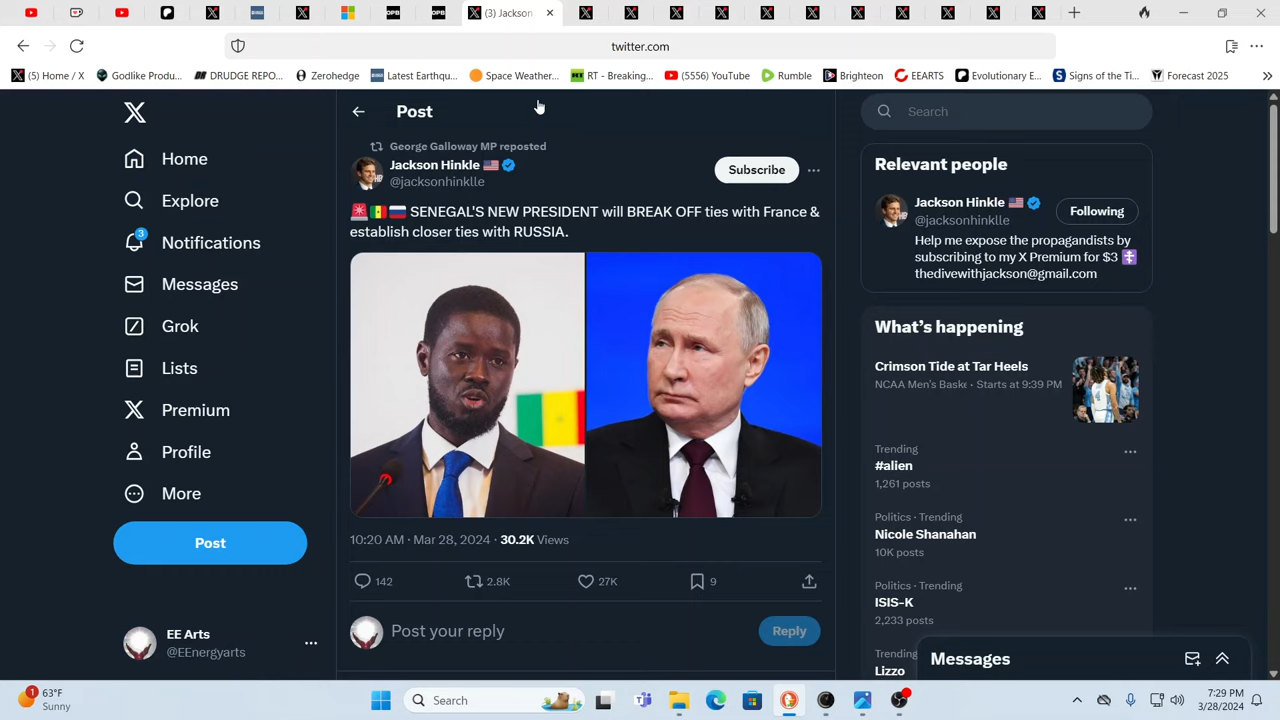 (3) Jackson
twitter.com
(5) Home / X
Godlike Produ...
DRUDGE REPO...
Zerohedge
Latest Earthqu...
Space Weather...
RT - Breaking...
(5556) YouTube
Rumble
Brighteon
EEARTS
Evolutionary E...
Signs of the Ti...
Forecast 2025
Home
Explore
3
Notifications
Messages
Grok
Lists
Premium
Profile
More
Post
EE Arts
@EEnergyarts
Post
George Galloway MP reposted
Jackson Hinkle 🇺🇸
@jacksonhinklle
Subscribe
🚨🇸🇳🇷🇺 SENEGAL'S NEW PRESIDENT will BREAK OFF ties with France &
establish closer ties with RUSSIA.
10:20 AM · Mar 28, 2024 · 30.2K Views
142
2.8K
27K
9
Post your reply
Reply
Search
Relevant people
Jackson Hinkle 🇺🇸
@jacksonhinklle
Following
Help me expose the propagandists by
subscribing to my X Premium for $3 ☦️
thedivewithjackson@gmail.com
What's happening
Crimson Tide at Tar Heels
NCAA Men's Baske · Starts at 9:39 PM
Trending
#alien
1,261 posts
Politics · Trending
Nicole Shanahan
10K posts
Politics · Trending
ISIS-K
2,233 posts
Trending
Lizzo
Messages
1
63°F
Sunny
Search
7:29 PM
3/28/2024